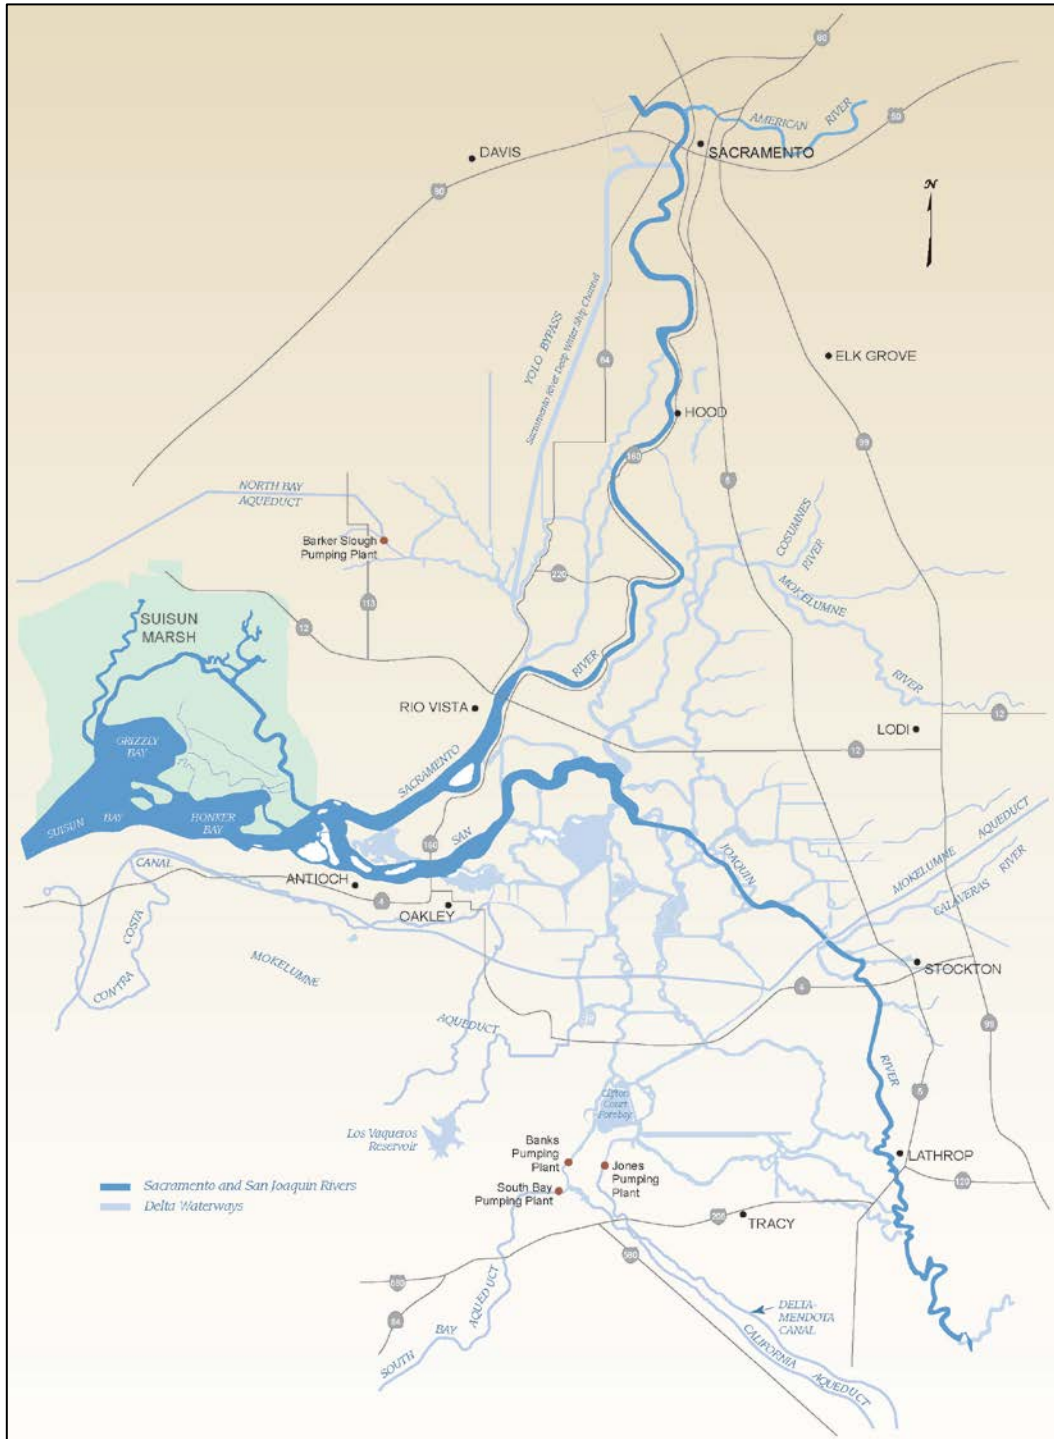 80
AMERICAN
RIVER
50
DAVIS
SACRAMENTO
80
N
YOLO BYPASS
Sacramento River Deep Water Ship Channel
84
ELK GROVE
HOOD
160
99
5
NORTH BAY
AQUEDUCT
Barker Slough
Pumping Plant
COSUMNES
RIVER
220
MOKELUMNE
RIVER
113
12
SUISUN
MARSH
RIVER
RIO VISTA
LODI
12
12
GRIZZLY
BAY
SACRAMENTO
SUISUN BAY
HONKER
BAY
SAN
JOAQUIN
160
MOKELUMNE AQUEDUCT
CALAVERAS RIVER
CANAL
ANTIOCH
4
OAKLEY
COSTA
CONTRA
MOKELUMNE
STOCKTON
4
AQUEDUCT
99
RIVER
5
Clifton
Court
Forebay
Los Vaqueros
Reservoir
Banks
Pumping
Plant
Jones
Pumping
Plant
LATHROP
120
South Bay
Pumping Plant
Sacramento and San Joaquin Rivers
Delta Waterways
205
TRACY
580
580
84
DELTA-
MENDOTA
CANAL
SOUTH BAY AQUEDUCT
CALIFORNIA AQUEDUCT